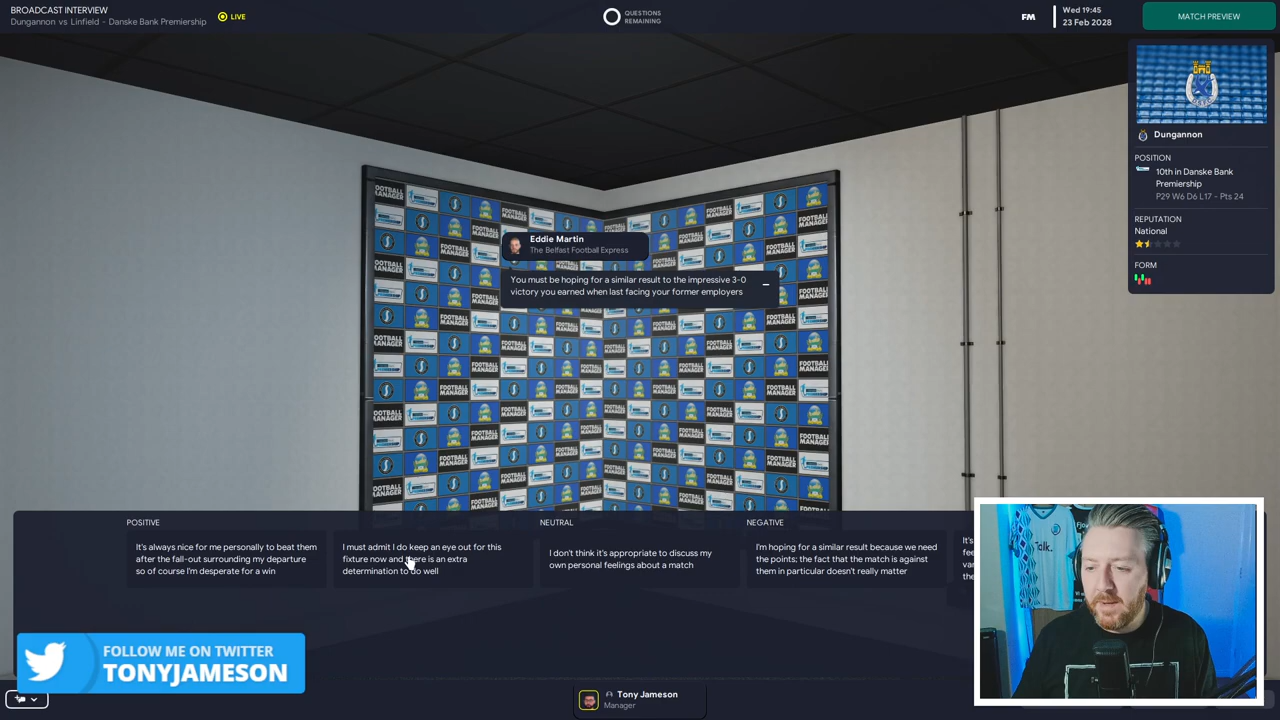 BROADCAST INTERVIEW
Dungannon vs Linfield - Danske Bank Premiership
LIVE
QUESTIONS
REMAINING
FM
Wed 19:45
23 Feb 2028
MATCH PREVIEW
Dungannon
POSITION
10th in Danske Bank
Premiership
P29 W6 D6 L17 - Pts 24
REPUTATION
National
FORM
Eddie Martin
The Belfast Football Express
You must be hoping for a similar result to the impressive 3-0
victory you earned when last facing your former employers
FOOTBALL
MANAGER
POSITIVE
It's always nice for me personally to beat them
after the fall-out surrounding my departure
so of course I'm desperate for a win
I must admit I do keep an eye out for this
fixture now and there is an extra
determination to do well
NEUTRAL
I don't think it's appropriate to discuss my
own personal feelings about a match
NEGATIVE
I'm hoping for a similar result because we need
the points; the fact that the match is against
them in particular doesn't really matter
It's
Talk.
FOLLOW ME ON TWITTER
TONYJAMESON
Tony Jameson
Manager